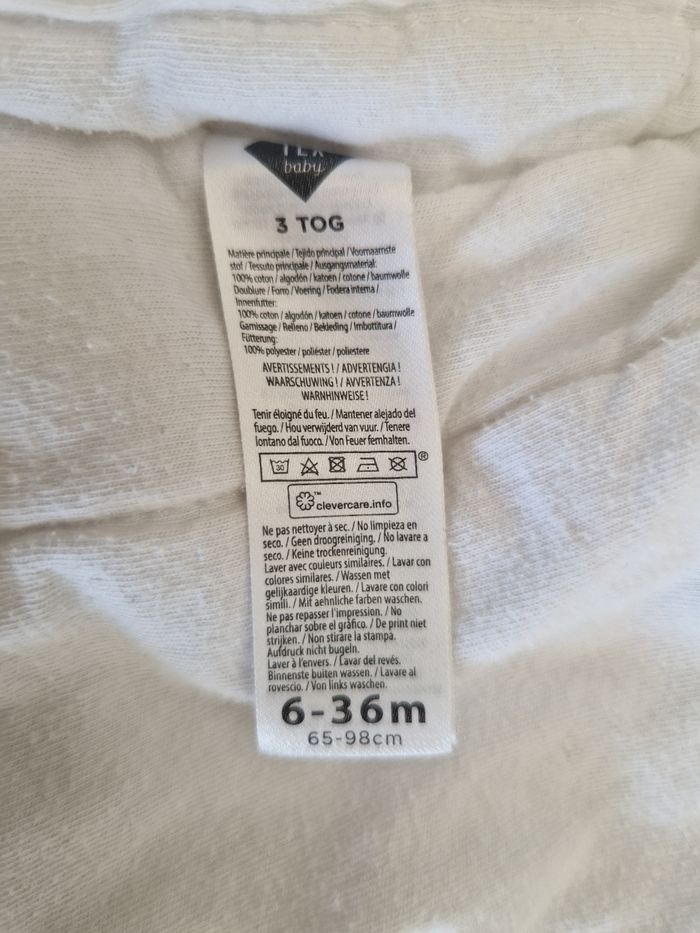 TEX
baby
3 TOG
Matière principale / Tejido principal / Voornaamste
stof / Tessuto principale / Ausgangsmaterial:
100% coton / algodón / katoen / cotone / baumwolle
Doublure / Forro / Voering / Fodera interna /
Innenfutter:
100% coton / algodón / katoen / cotone / baumwolle
Garnissage / Relleno / Bekleding / Imbottitura /
Fütterung:
100% polyester / poliéster / poliestere
AVERTISSEMENTS ! / ADVERTENGIA !
WAARSCHUWING ! / AVVERTENZA !
WARNHINWEISE !
Tenir éloigné du feu. / Mantener alejado del
fuego. / Hou verwijderd van vuur. / Tenere
lontano dal fuoco. / Von Feuer fernhalten.
30 ®
™ clevercare.info
Ne pas nettoyer à sec. / No limpieza en
seco. / Geen droogreiniging. / No lavare a
seco. / Keine trockenreinigung.
Laver avec couleurs similaires. / Lavar con
colores similares. / Wassen met
gelijkaardige kleuren. / Lavare con colori
simili. / Mit aehnliche farben waschen.
Ne pas repasser l'impression. / No
planchar sobre el gráfico. / De print niet
strijken. / Non stirare la stampa.
Aufdruck nicht bugeln.
Laver à l'envers. / Lavar del revés.
Binnenste buiten wassen. / Lavare al
rovescio. / Von links waschen.
6-36m
65-98cm